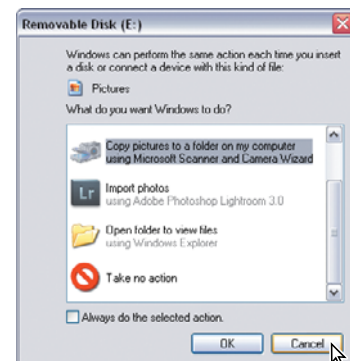 Removable Disk (E:)
Windows can perform the same action each time you insert
a disk or connect a device with this kind of file:
Pictures
What do you want Windows to do?
Copy pictures to a folder on my computer
using Microsoft Scanner and Camera Wizard
Lr
Import photos
using Adobe Photoshop Lightroom 3.0
Open folder to view files
using Windows Explorer
Take no action
Always do the selected action.
OK
Cancel